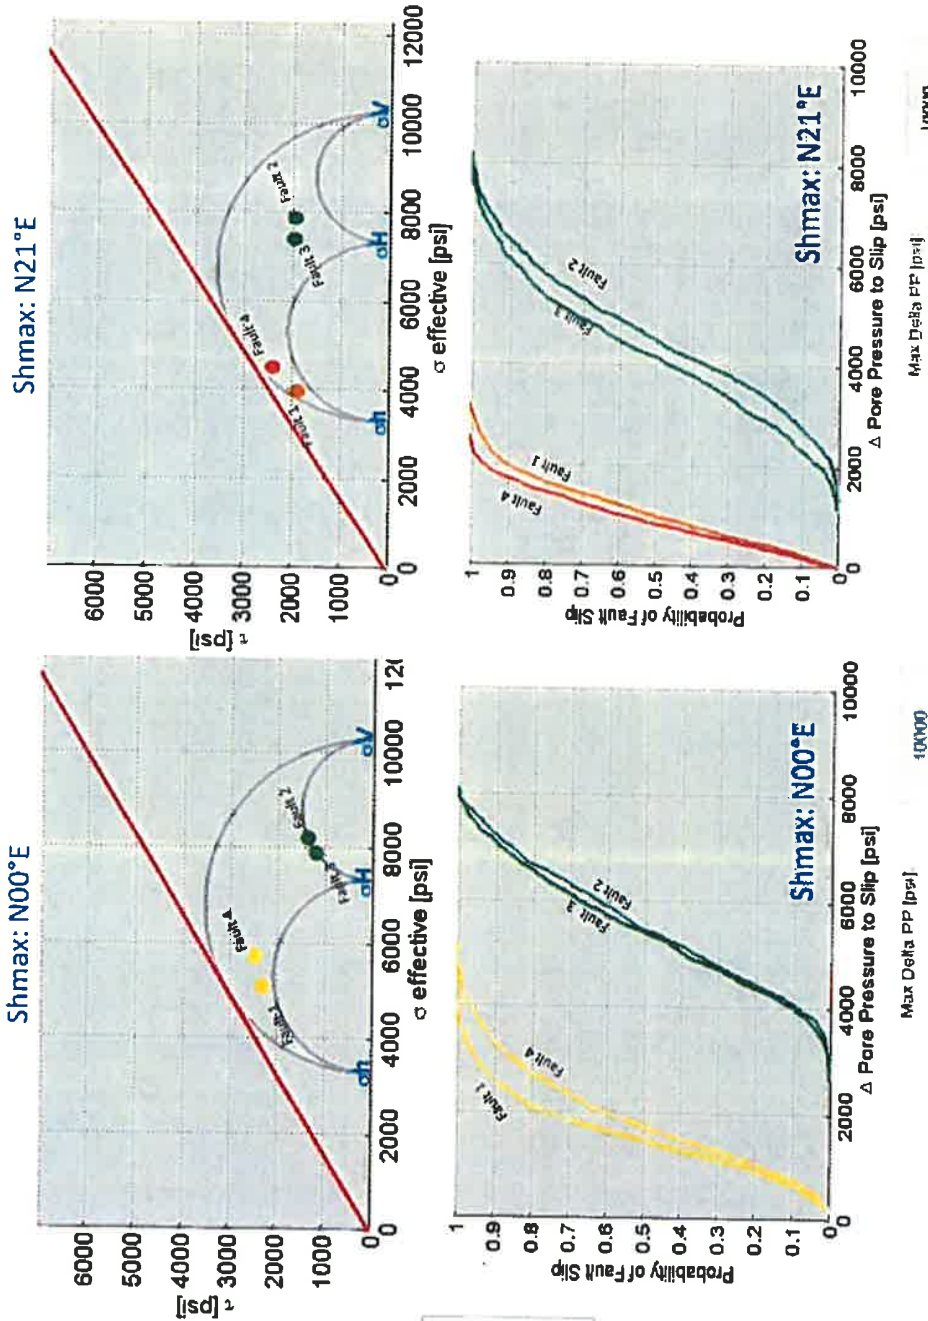 Shmax: N00°E
τ [psi]
6000
5000
4000
3000
2000
1000
0
Fault 4
Fault 1
Fault 2
σh
σH
σV
0
2000
4000
6000
8000
10000
σ effective [psi]
Shmax: N21°E
τ [psi]
6000
5000
4000
3000
2000
1000
0
Fault 4
Fault 1
Fault 3
Fault 2
σh
σH
σV
0
2000
4000
6000
8000
10000
12000
σ effective [psi]
Probability of Fault Slip
1
0.9
0.8
0.7
0.6
0.5
0.4
0.3
0.2
0.1
0
Fault 1
Fault 4
Fault 3
Fault 2
Shmax: N00°E
0
2000
4000
6000
8000
10000
Δ Pore Pressure to Slip [psi]
Max Delta PP [psi]
10000
Probability of Fault Slip
1
0.9
0.8
0.7
0.6
0.5
0.4
0.3
0.2
0.1
0
Fault 4
Fault 1
Fault 3
Fault 2
Shmax: N21°E
0
2000
4000
6000
8000
10000
Δ Pore Pressure to Slip [psi]
Max Delta PP [psi]
10000